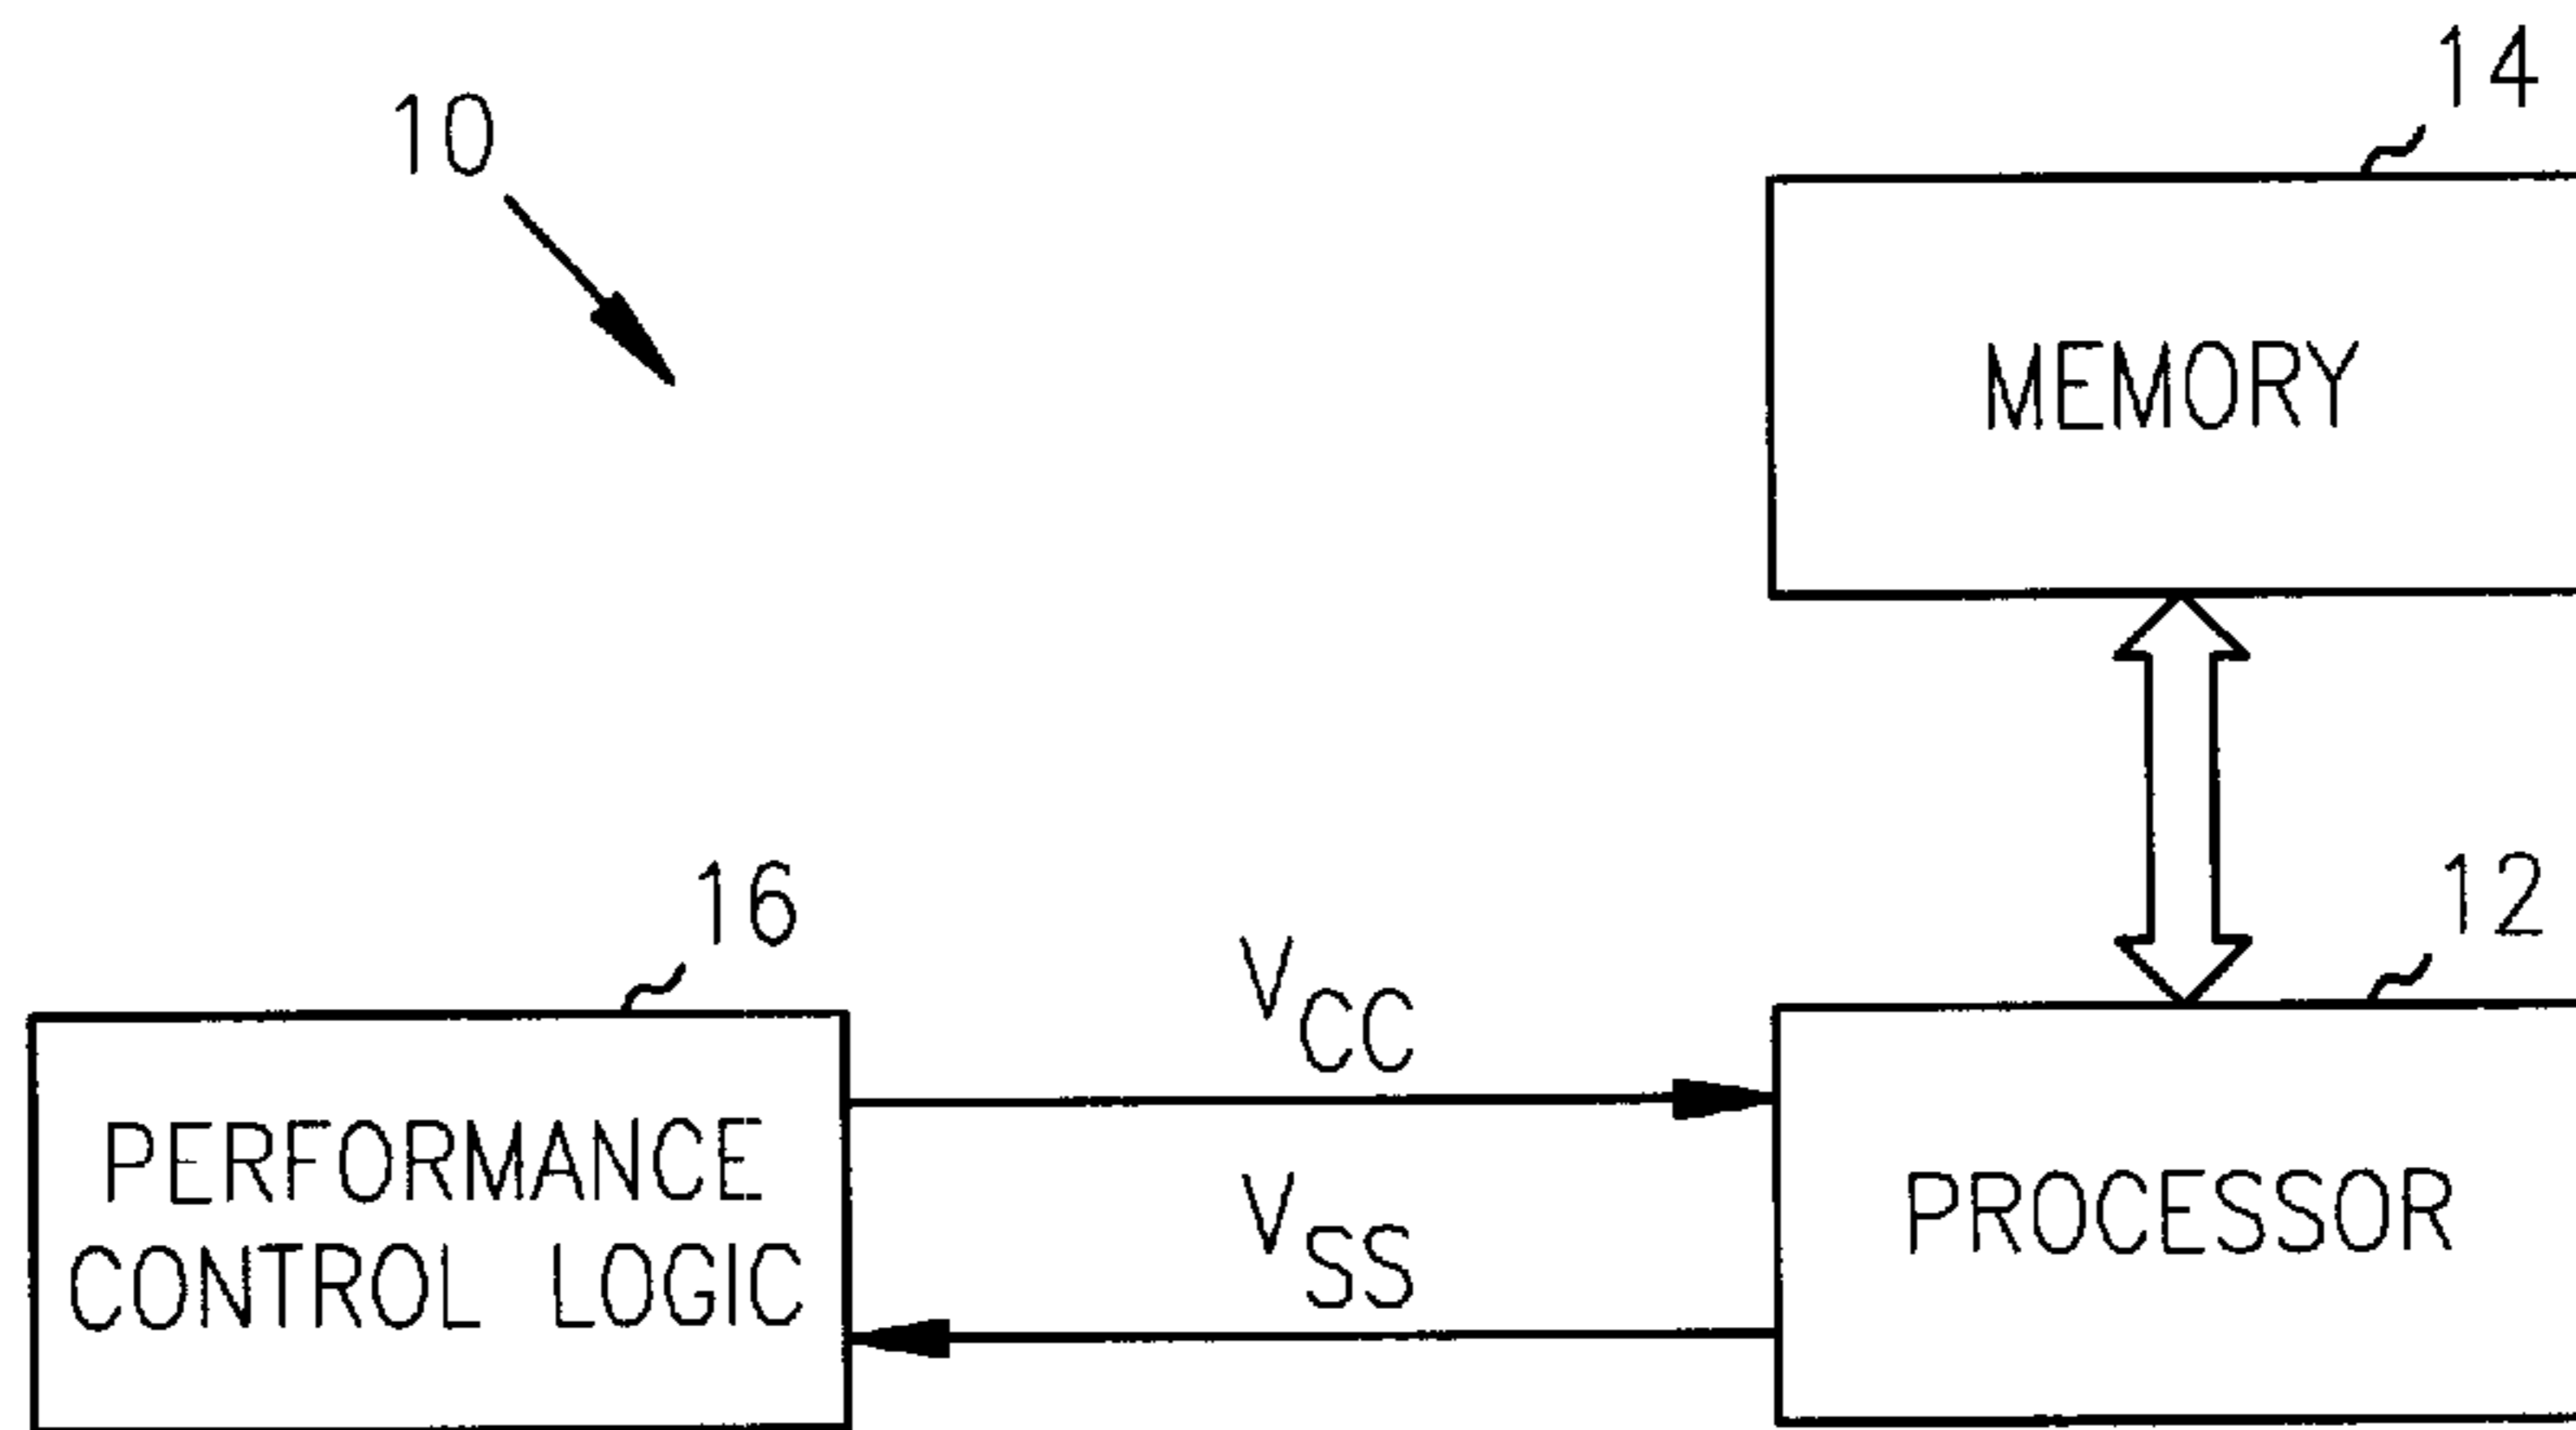 14
10
MEMORY
16
12
VCC
PERFORMANCE
CONTROL LOGIC
VSS
PROCESSOR